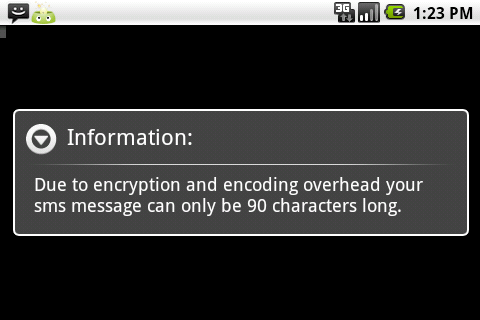 3G 1:23 PM
Information:
Due to encryption and encoding overhead your
sms message can only be 90 characters long.